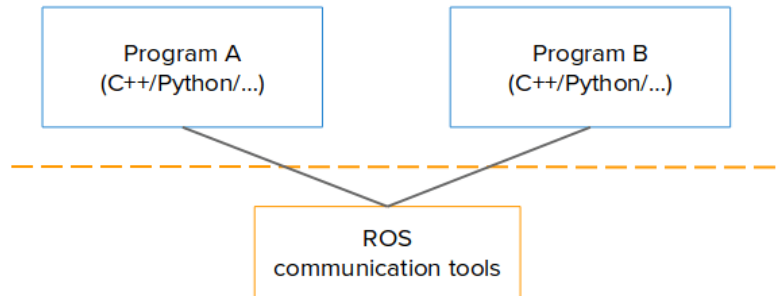 Program A
(C++/Python/...)
Program B
(C++/Python/...)
ROS
communication tools